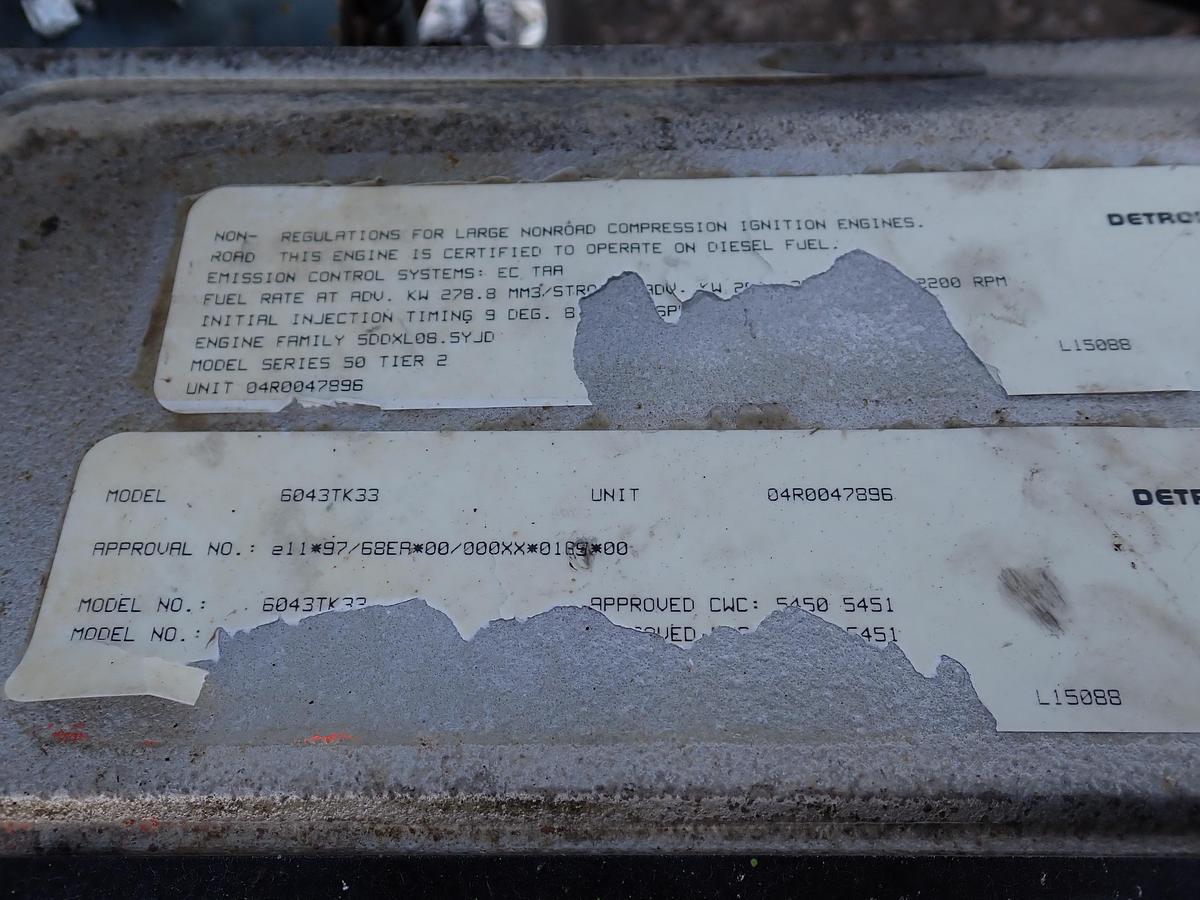 DETRO
NON- REGULATIONS FOR LARGE NONROAD COMPRESSION IGNITION ENGINES.
ROAD THIS ENGINE IS CERTIFIED TO OPERATE ON DIESEL FUEL.
EMISSION CONTROL SYSTEMS: EC TAA
FUEL RATE AT ADV. KW 278.8 MM3/STRO ADV. KW 2200 RPM
INITIAL INJECTION TIMING 9 DEG. B
ENGINE FAMILY 5DDXL08.5YJD
L15088
MODEL SERIES 50 TIER 2
UNIT 04R0047896
MODEL 6043TK33 UNIT 04R0047896
DETR
APPROVAL NO.: e11*97/68EA*00/000XX*0189*00
MODEL NO.: 6043TK33 APPROVED CWC: 5450 5451
MODEL NO.: 5451
L15088